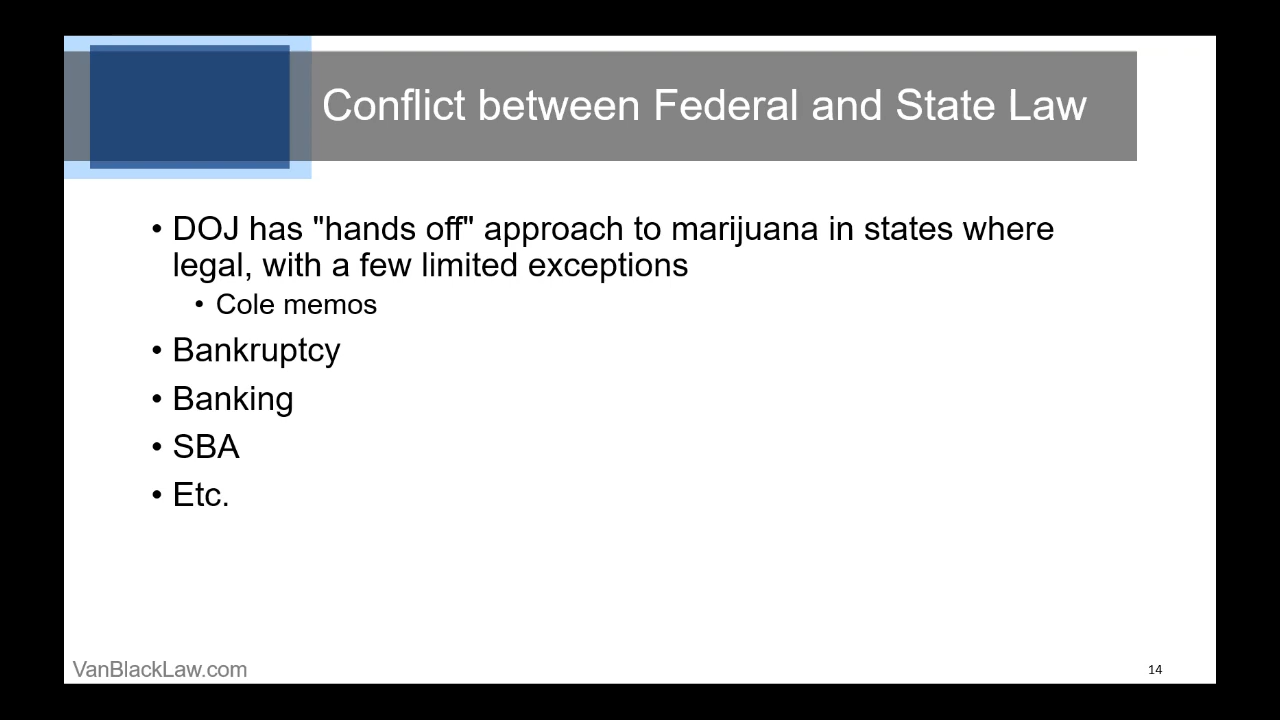 Conflict between Federal and State Law
• DOJ has "hands off" approach to marijuana in states where
legal, with a few limited exceptions
• Cole memos
• Bankruptcy
• Banking
• SBA
• Etc.
VanBlackLaw.com
14